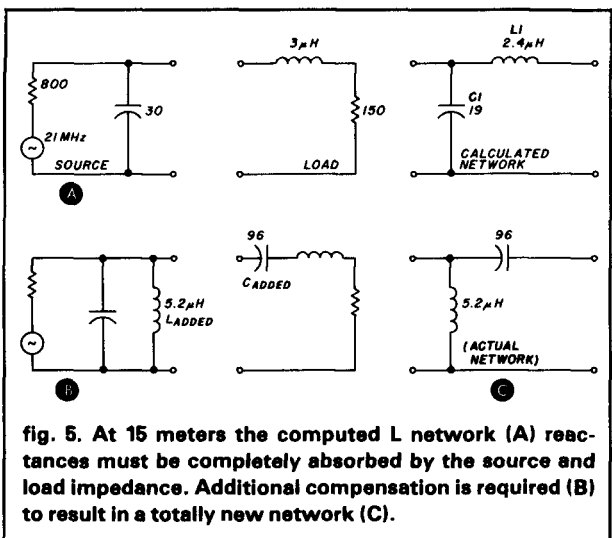 800
21MHz
SOURCE
30
A
3μH
150
LOAD
L1
2.4μH
C1
19
CALCULATED
NETWORK
B
5.2μH
LADDED
96
CADDED
96
5.2μH
(ACTUAL
NETWORK)
C
fig. 5. At 15 meters the computed L network (A) reac-
tances must be completely absorbed by the source and
load impedance. Additional compensation is required (B)
to result in a totally new network (C).